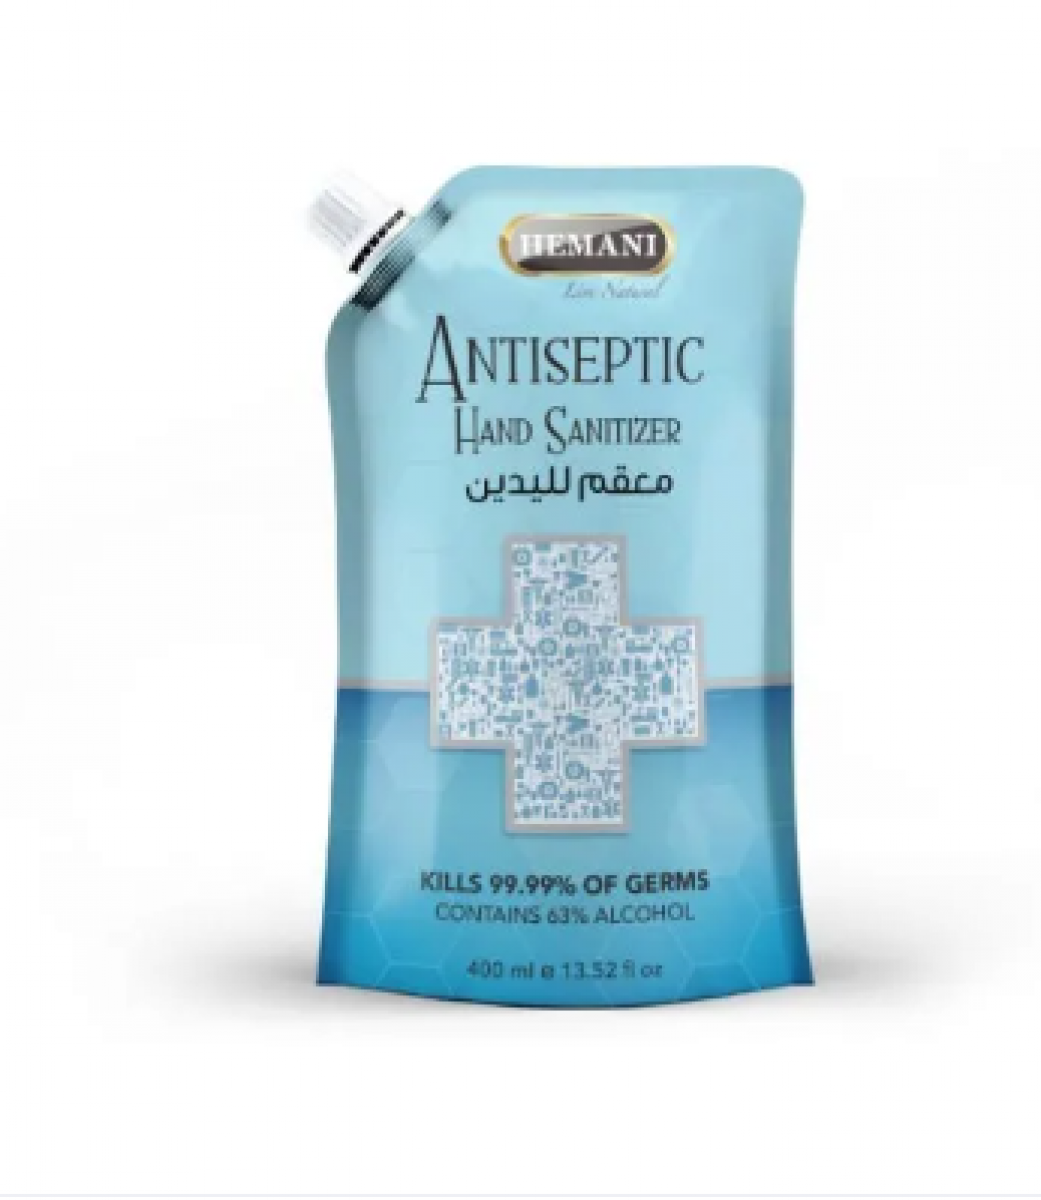 HEMANI
Live Natural
ANTISEPTIC
HAND SANITIZER
معقم لليدين
KILLS 99.99% OF GERMS
CONTAINS 63% ALCOHOL
400 ml e 13.52 fl oz